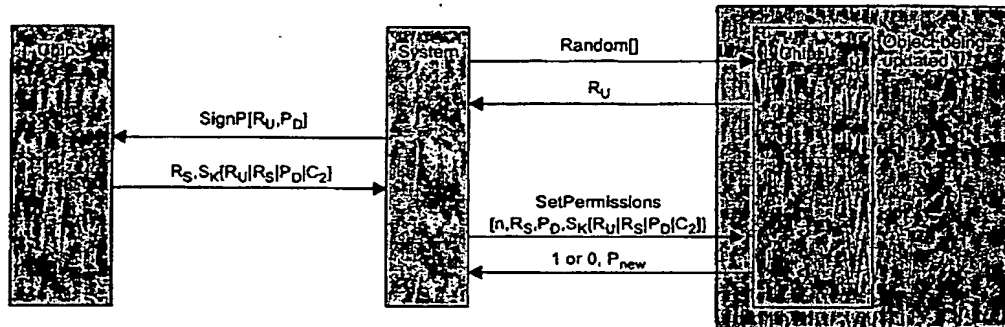 ChipS
System
Random[]
Object being
updated
R_U
SignP[R_U,P_D]
R_S,S_K[R_U|R_S|P_D|C_2]
SetPermissions
[n,R_S,P_D,S_K[R_U|R_S|P_D|C_2]]
1 or 0, P_new